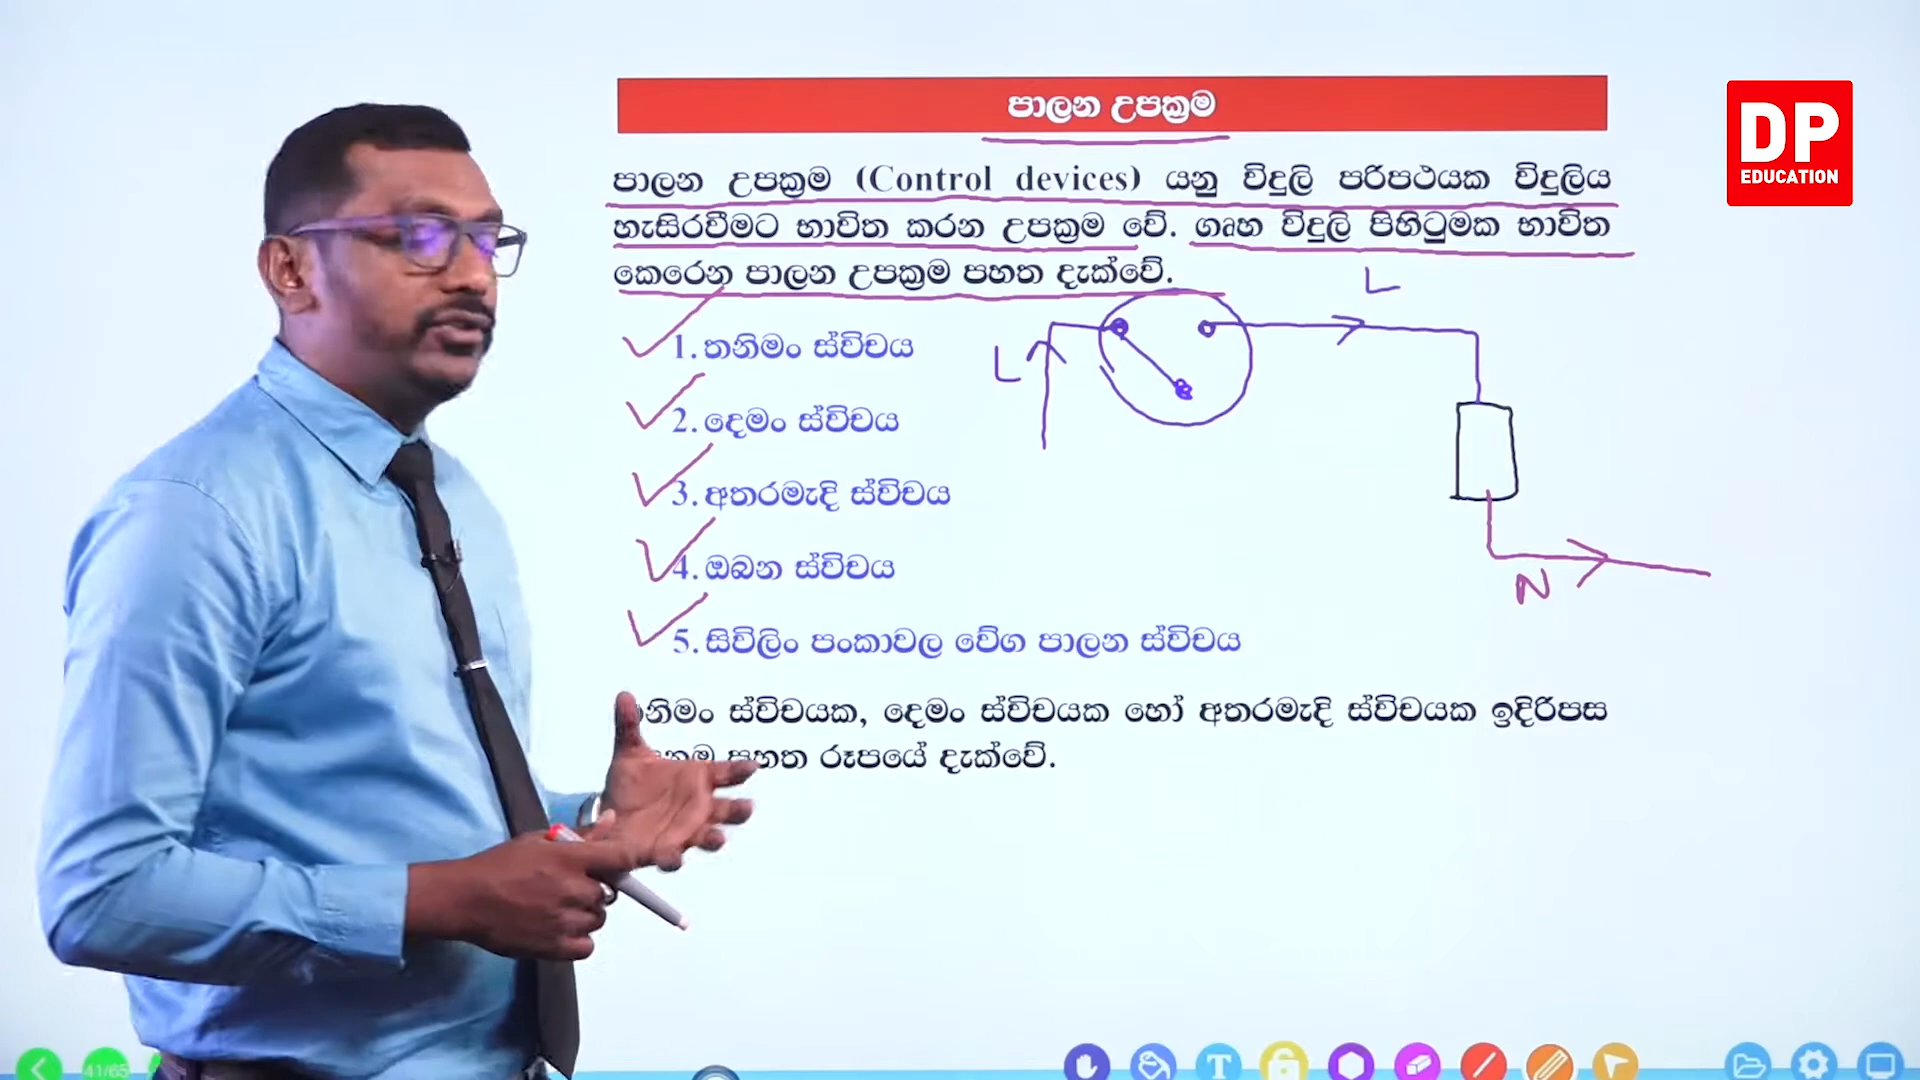 පාලන උපක්‍රම
DP
EDUCATION
පාලන උපක්‍රම (Control devices) යනු විදුලි පරිපථයක විදුලිය
හැසිරවීමට භාවිත කරන උපක්‍රම වේ. ගෘහ විදුලි පිහිටුමක භාවිත
කෙරෙන පාලන උපක්‍රම පහත දැක්වේ.
L
L
1. තනිමං ස්විචය
2. දෙමං ස්විචය
3. අතරමැදි ස්විචය
4. ඔබන ස්විචය
N
5. සිවිලිං පංකාවල වේග පාලන ස්විචය
ස්විචයක, දෙමං ස්විචයක හෝ අතරමැදි ස්විචයක ඉදිරිපස
පහත රූපයේ දැක්වේ.
41/65